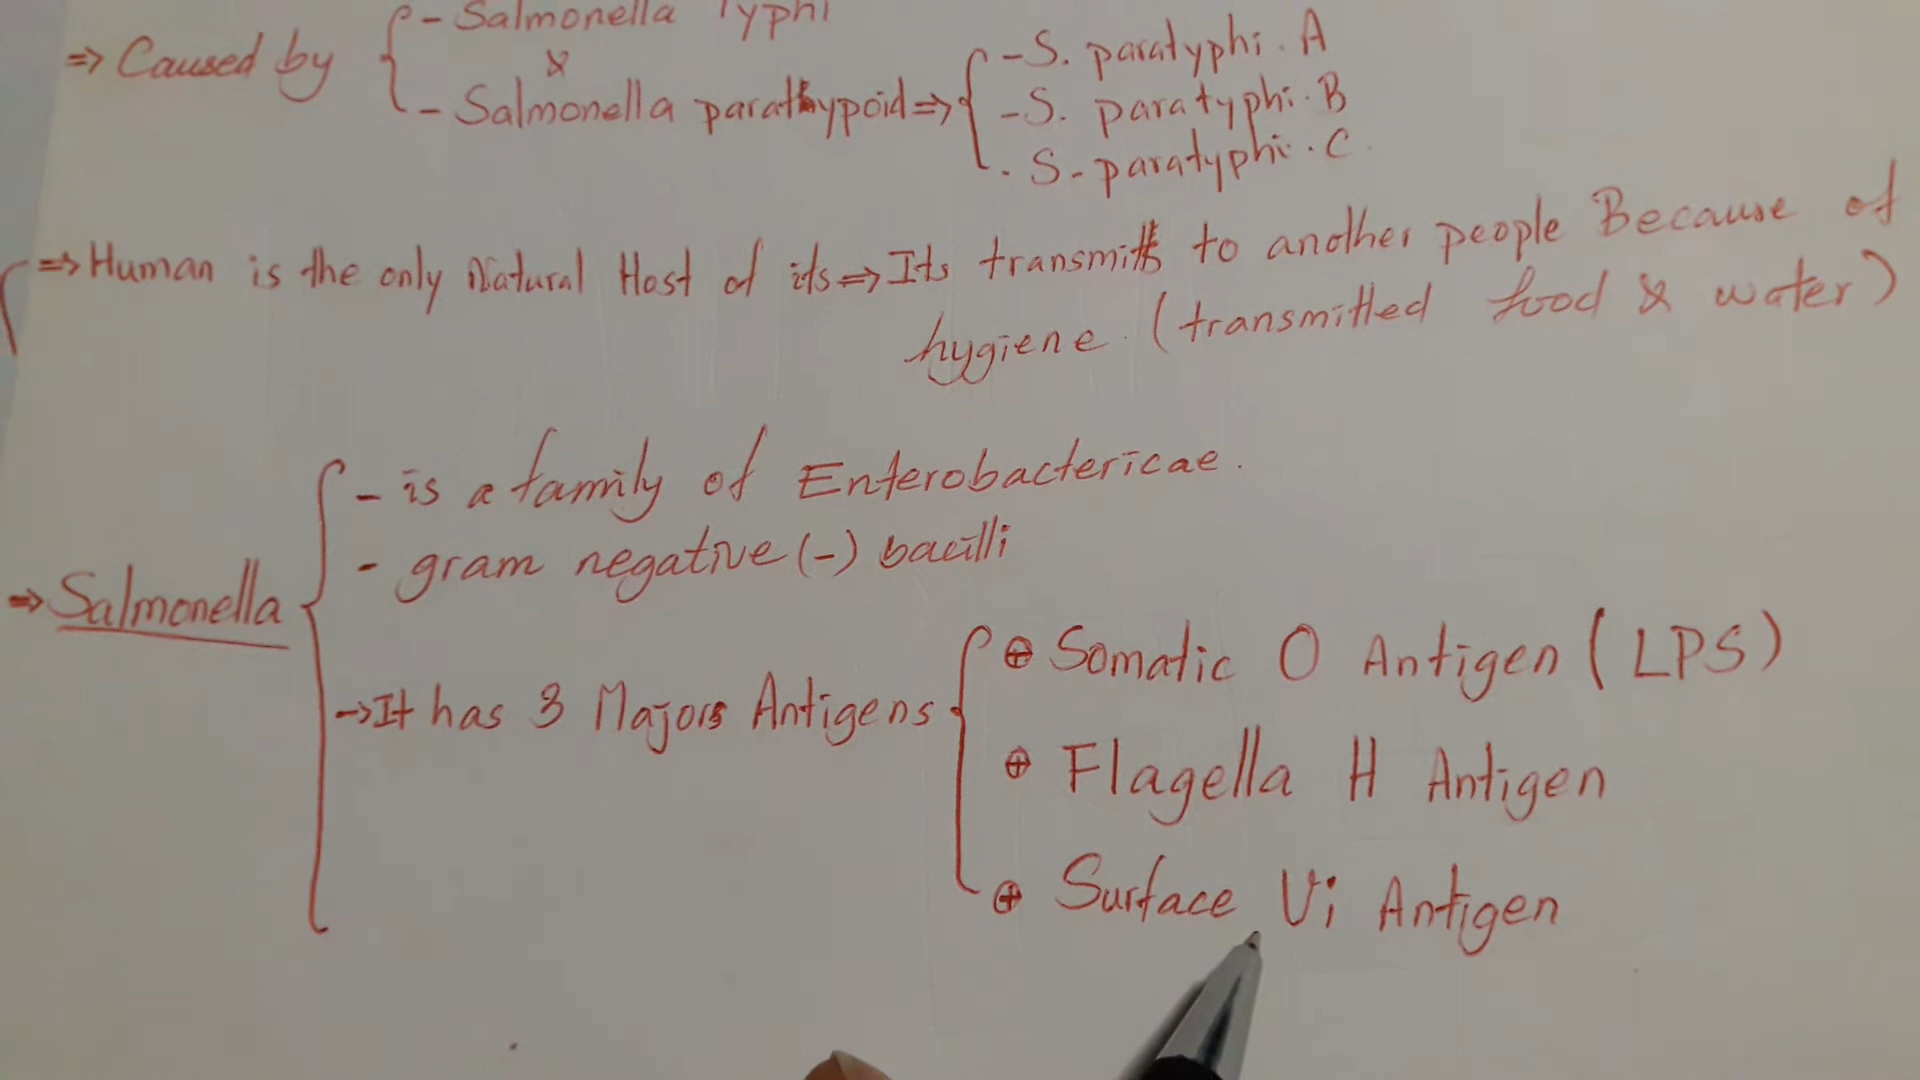 ⇒ Caused by { - Salmonella Typhi
&
- Salmonella parathypoid ⇒ { - S. paratyphi. A
- S. paratyphi. B
. S - paratyphi. C
⇒ Human is the only Natural Host of its ⇒ Its transmitts to another people Because of
hygiene. (transmitted food & water)
⇒ Salmonella { - is a family of Enterobactericae.
- gram negative (-) bacilli
→ It has 3 Majors Antigens { ⊕ Somatic O Antigen (LPS)
⊕ Flagella H Antigen
⊕ Surface Vi Antigen